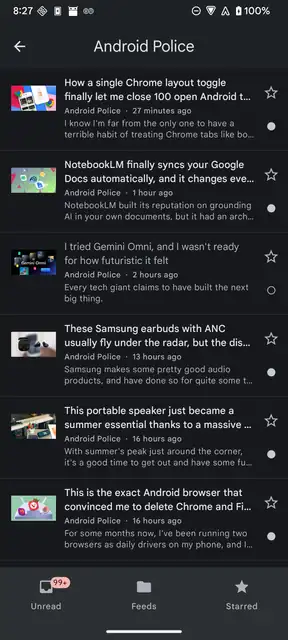 8:27
100%
Android Police
How a single Chrome layout toggle
finally let me close 100 open Android t...
Android Police · 27 minutes ago
I know I'm far from the only one to have a
terrible habit of treating Chrome tabs like bo...
NotebookLM finally syncs your Google
Docs automatically, and it changes eve...
Android Police · 1 hour ago
NotebookLM built its reputation on grounding
AI in your own documents, but it had an arch...
Gemini Omni
I tried Gemini Omni, and I wasn't ready
for how futuristic it felt
Android Police · 2 hours ago
Every tech giant claims to have built the next
big thing.
These Samsung earbuds with ANC
usually fly under the radar, but the dis...
Android Police · 13 hours ago
Samsung makes some pretty good audio
products, and have done so for quite some t...
This portable speaker just became a
summer essential thanks to a massive ...
Android Police · 16 hours ago
With summer's peak just around the corner,
it's a good time to get out and have some fu...
This is the exact Android browser that
convinced me to delete Chrome and Fi...
Android Police · 16 hours ago
For some months now, I've been running two
browsers as daily drivers on my phone, and I...
99+
Unread
Feeds
Starred